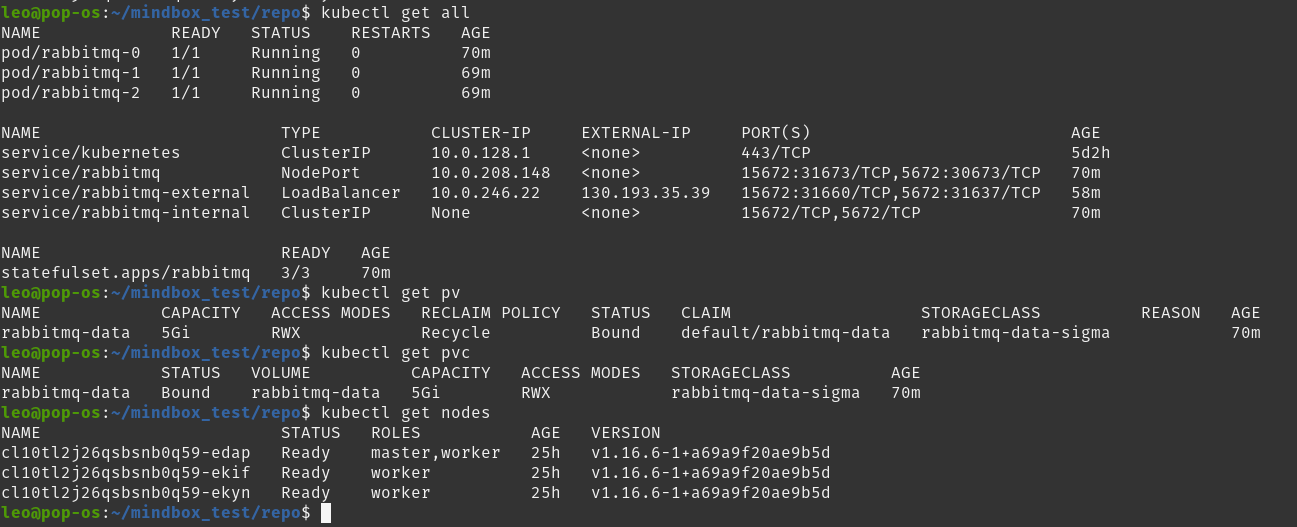 leo@pop-os:~/mindbox_test/repo$ kubectl get all
NAME             READY   STATUS    RESTARTS   AGE
pod/rabbitmq-0   1/1     Running   0          70m
pod/rabbitmq-1   1/1     Running   0          69m
pod/rabbitmq-2   1/1     Running   0          69m
NAME                        TYPE           CLUSTER-IP     EXTERNAL-IP     PORT(S)                          AGE
service/kubernetes          ClusterIP      10.0.128.1     <none>          443/TCP                          5d2h
service/rabbitmq            NodePort       10.0.208.148   <none>          15672:31673/TCP,5672:30673/TCP   70m
service/rabbitmq-external   LoadBalancer   10.0.246.22    130.193.35.39   15672:31660/TCP,5672:31637/TCP   58m
service/rabbitmq-internal   ClusterIP      None           <none>          15672/TCP,5672/TCP               70m
NAME                        READY   AGE
statefulset.apps/rabbitmq   3/3     70m
leo@pop-os:~/mindbox_test/repo$ kubectl get pv
NAME            CAPACITY   ACCESS MODES   RECLAIM POLICY   STATUS   CLAIM                   STORAGECLASS          REASON   AGE
rabbitmq-data   5Gi        RWX            Recycle          Bound    default/rabbitmq-data   rabbitmq-data-sigma            70m
leo@pop-os:~/mindbox_test/repo$ kubectl get pvc
NAME            STATUS   VOLUME          CAPACITY   ACCESS MODES   STORAGECLASS          AGE
rabbitmq-data   Bound    rabbitmq-data   5Gi        RWX            rabbitmq-data-sigma   70m
leo@pop-os:~/mindbox_test/repo$ kubectl get nodes
NAME                        STATUS   ROLES           AGE   VERSION
cl10tl2j26qsbsnb0q59-edap   Ready    master,worker   25h   v1.16.6-1+a69a9f20ae9b5d
cl10tl2j26qsbsnb0q59-ekif   Ready    worker          25h   v1.16.6-1+a69a9f20ae9b5d
cl10tl2j26qsbsnb0q59-ekyn   Ready    worker          25h   v1.16.6-1+a69a9f20ae9b5d
leo@pop-os:~/mindbox_test/repo$